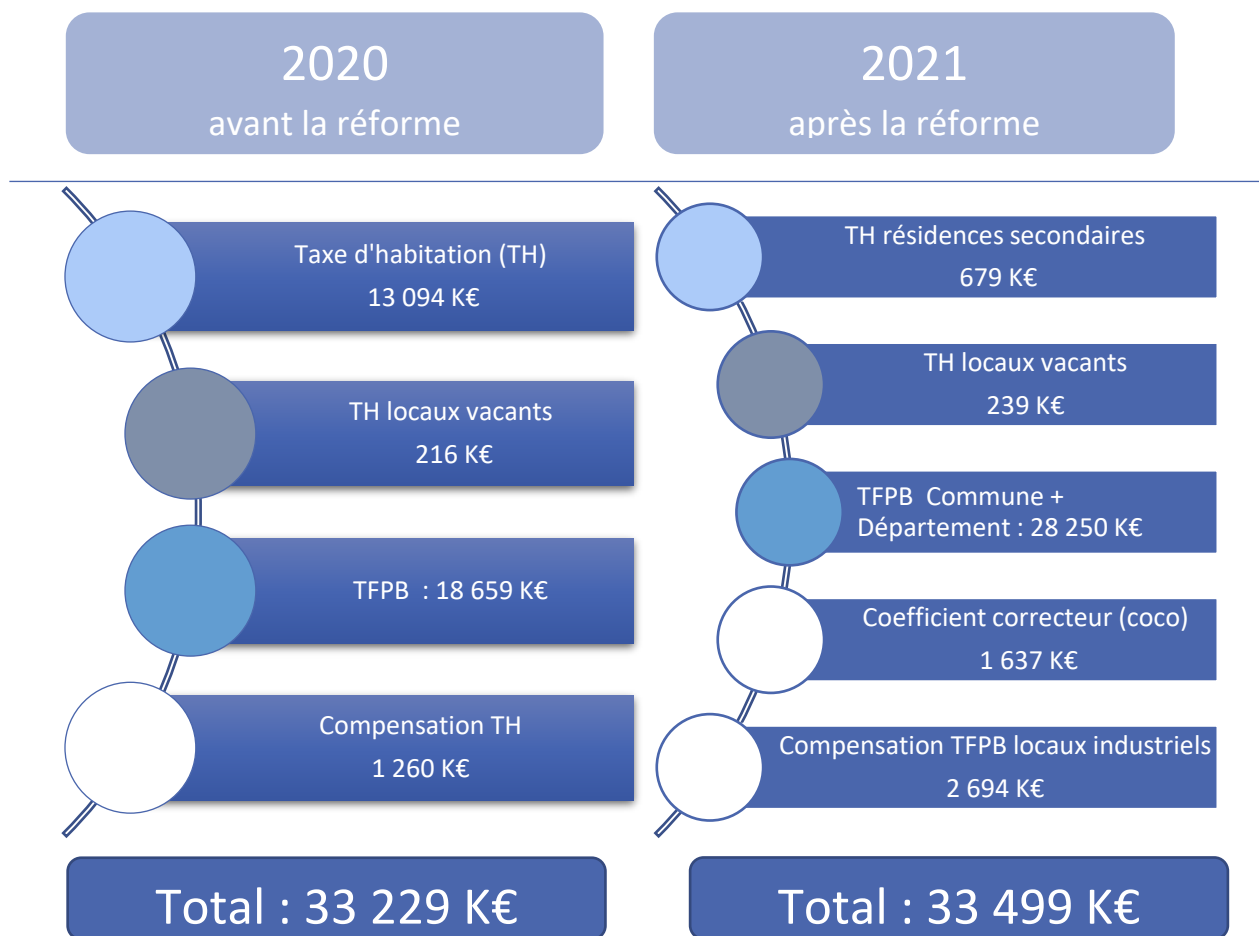 2020
avant la réforme
Taxe d'habitation (TH)
13 094 K€
TH locaux vacants
216 K€
TFPB : 18 659 K€
Compensation TH
1 260 K€
Total : 33 229 K€
2021
après la réforme
TH résidences secondaires
679 K€
TH locaux vacants
239 K€
TFPB Commune +
Département : 28 250 K€
Coefficient correcteur (coco)
1 637 K€
Compensation TFPB locaux industriels
2 694 K€
Total : 33 499 K€